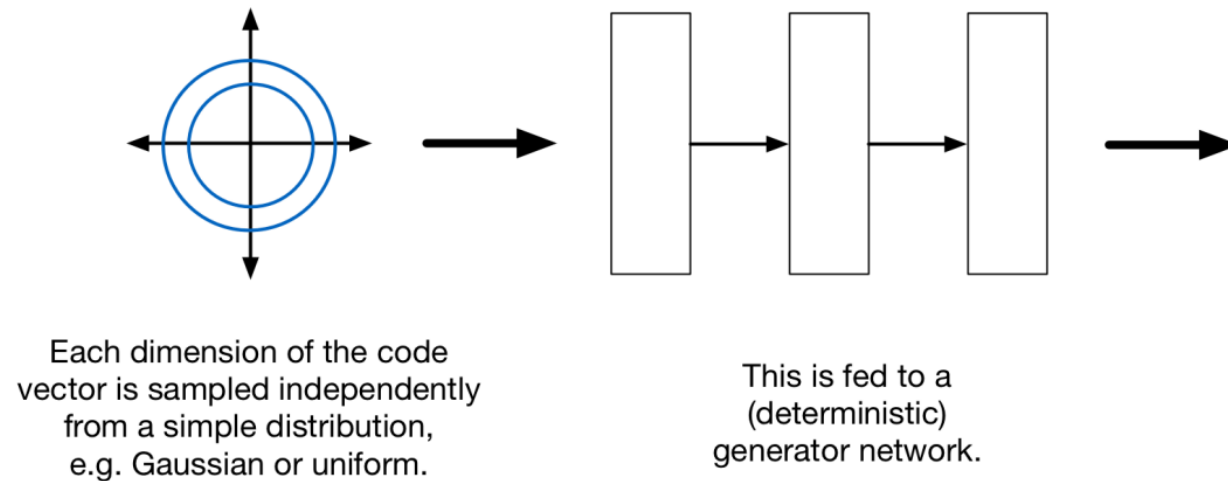 Each dimension of the code
vector is sampled independently
from a simple distribution,
e.g. Gaussian or uniform.
This is fed to a
(deterministic)
generator network.